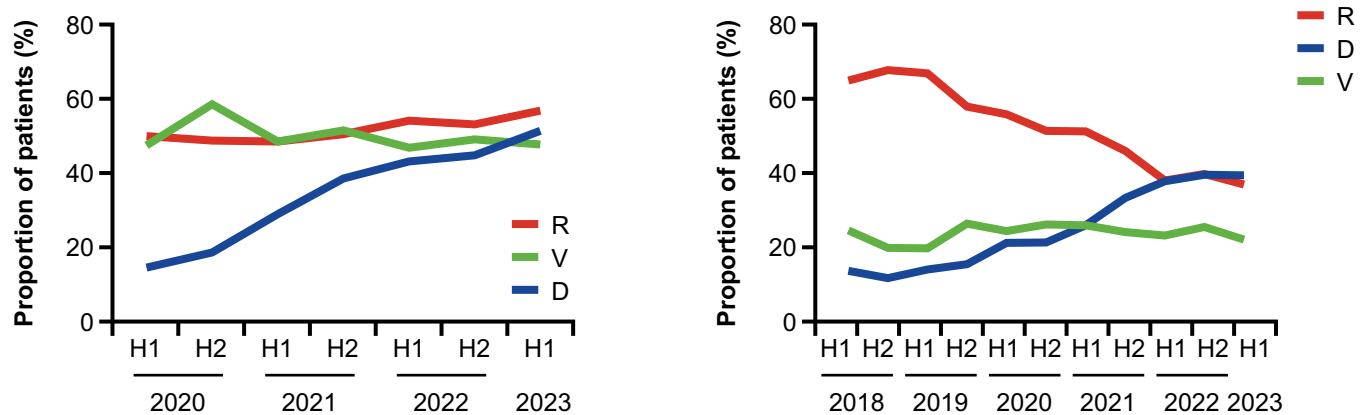 Proportion of patients (%)
80
60
40
20
0
R
V
D
H1 H2 H1 H2 H1 H2 H1
2020 2021 2022 2023
Proportion of patients (%)
80
60
40
20
0
H1 H2 H1 H2 H1 H2 H1 H2 H1 H2 H1
2018 2019 2020 2021 2022 2023
R
D
V